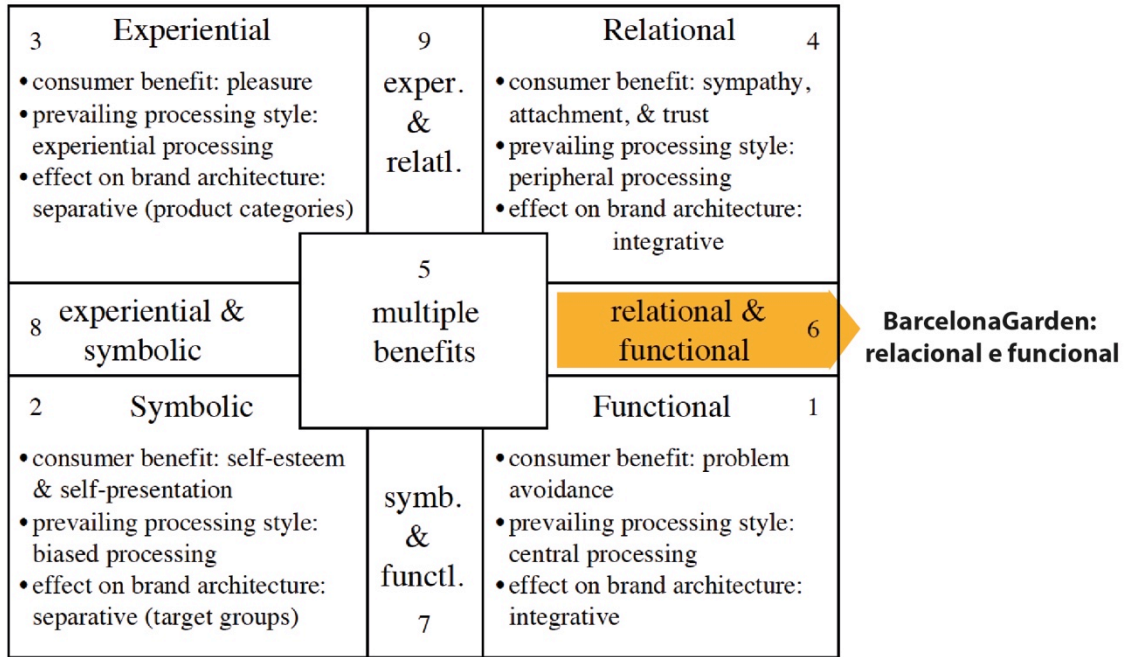 3 Experiential
• consumer benefit: pleasure
• prevailing processing style:
experiential processing
• effect on brand architecture:
separative (product categories)
9
exper.
&
relatl.
Relational 4
• consumer benefit: sympathy,
attachment, & trust
• prevailing processing style:
peripheral processing
• effect on brand architecture:
integrative
8 experiential &
symbolic
5
multiple
benefits
relational &
functional 6
BarcelonaGarden:
relacional e funcional
2 Symbolic
• consumer benefit: self-esteem
& self-presentation
• prevailing processing style:
biased processing
• effect on brand architecture:
separative (target groups)
symb.
&
functl.
7
Functional 1
• consumer benefit: problem
avoidance
• prevailing processing style:
central processing
• effect on brand architecture:
integrative